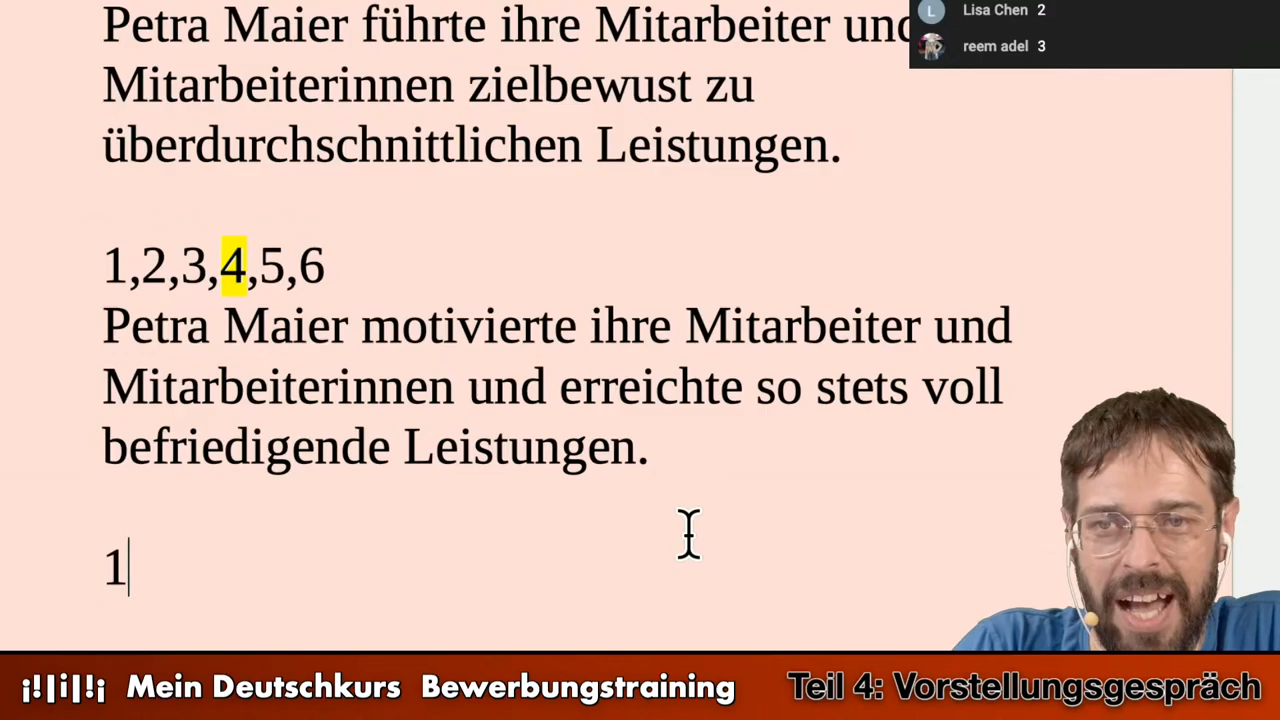 Petra Maier führte ihre Mitarbeiter und
Lisa Chen 2
L
reem adel 3
Mitarbeiterinnen zielbewust zu
überdurchschnittlichen Leistungen.
1,2,3,4,5,6
Petra Maier motivierte ihre Mitarbeiter und
Mitarbeiterinnen und erreichte so stets voll
befriedigende Leistungen.
1
¡!|¡|!¡ Mein Deutschkurs Bewerbungstraining
Teil 4: Vorstellungsgespräch